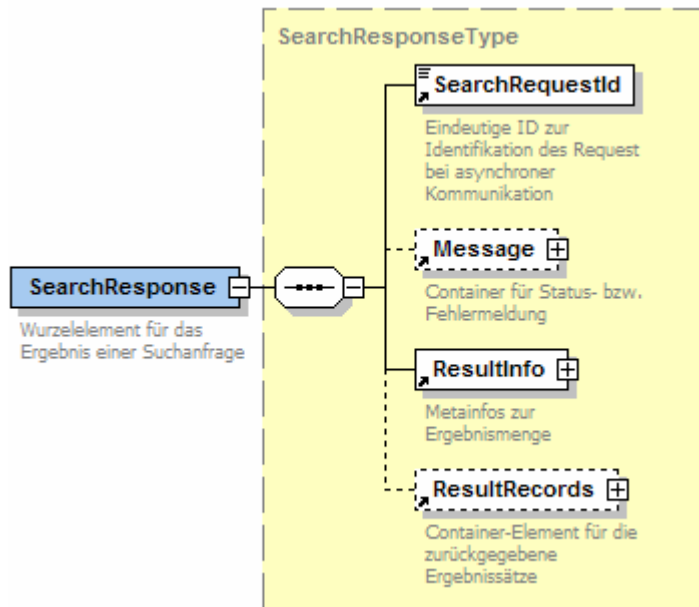 SearchResponseType
SearchRequestId
Eindeutige ID zur
Identifikation des Request
bei asynchroner
Kommunikation
Message
Container für Status- bzw.
Fehlermeldung
SearchResponse
Wurzelelement für das
Ergebnis einer Suchanfrage
ResultInfo
Metainfos zur
Ergebnismenge
ResultRecords
Container-Element für die
zurückgegebene
Ergebnissätze